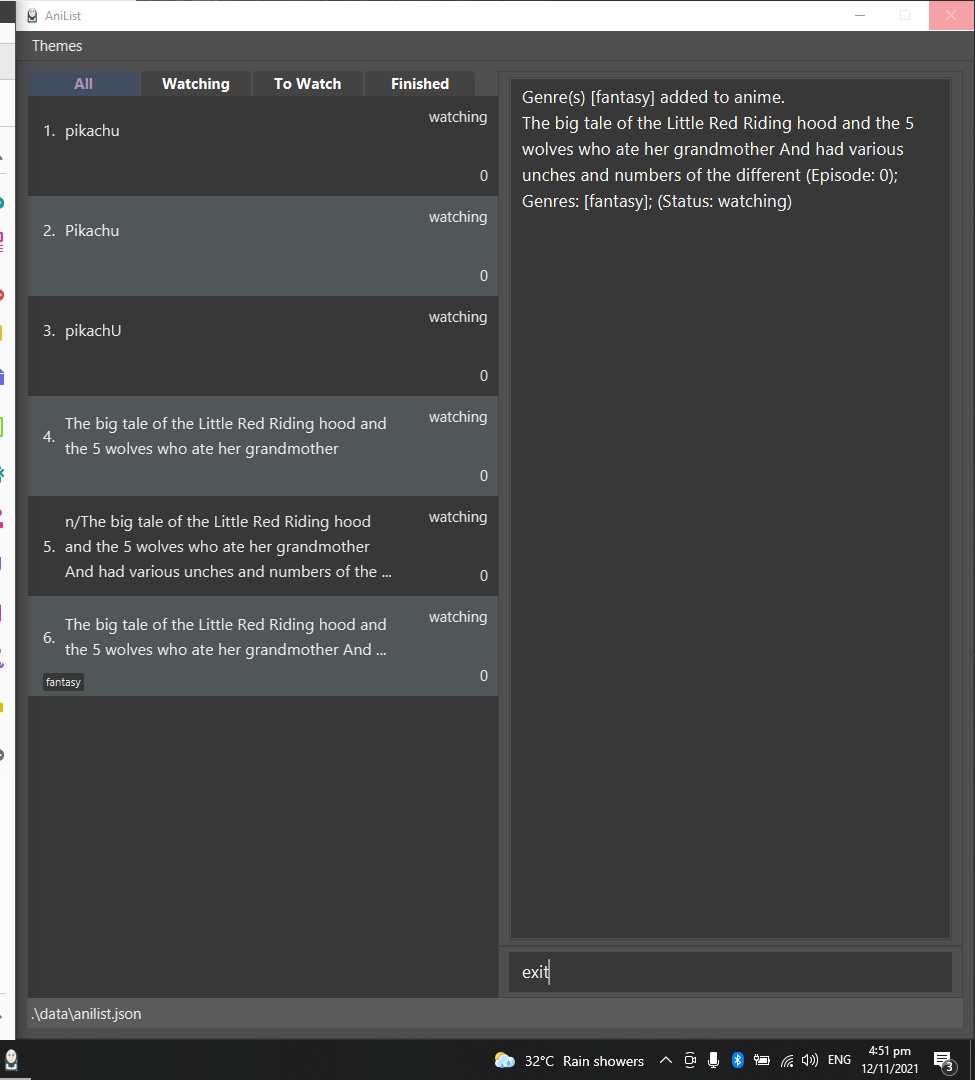 AniList
Themes
All
Watching
To Watch
Finished
1. pikachu
watching
0
2. Pikachu
watching
0
3. pikachU
watching
0
4. The big tale of the Little Red Riding hood and
the 5 wolves who ate her grandmother
watching
0
5. n/The big tale of the Little Red Riding hood
and the 5 wolves who ate her grandmother
And had various unches and numbers of the ...
watching
0
6. The big tale of the Little Red Riding hood and
the 5 wolves who ate her grandmother And ...
watching
0
fantasy
Genre(s) [fantasy] added to anime.
The big tale of the Little Red Riding hood and the 5
wolves who ate her grandmother And had various
unches and numbers of the different (Episode: 0);
Genres: [fantasy]; (Status: watching)
exit
.\data\anilist.json
32°C Rain showers
ENG
4:51 pm
12/11/2021
3